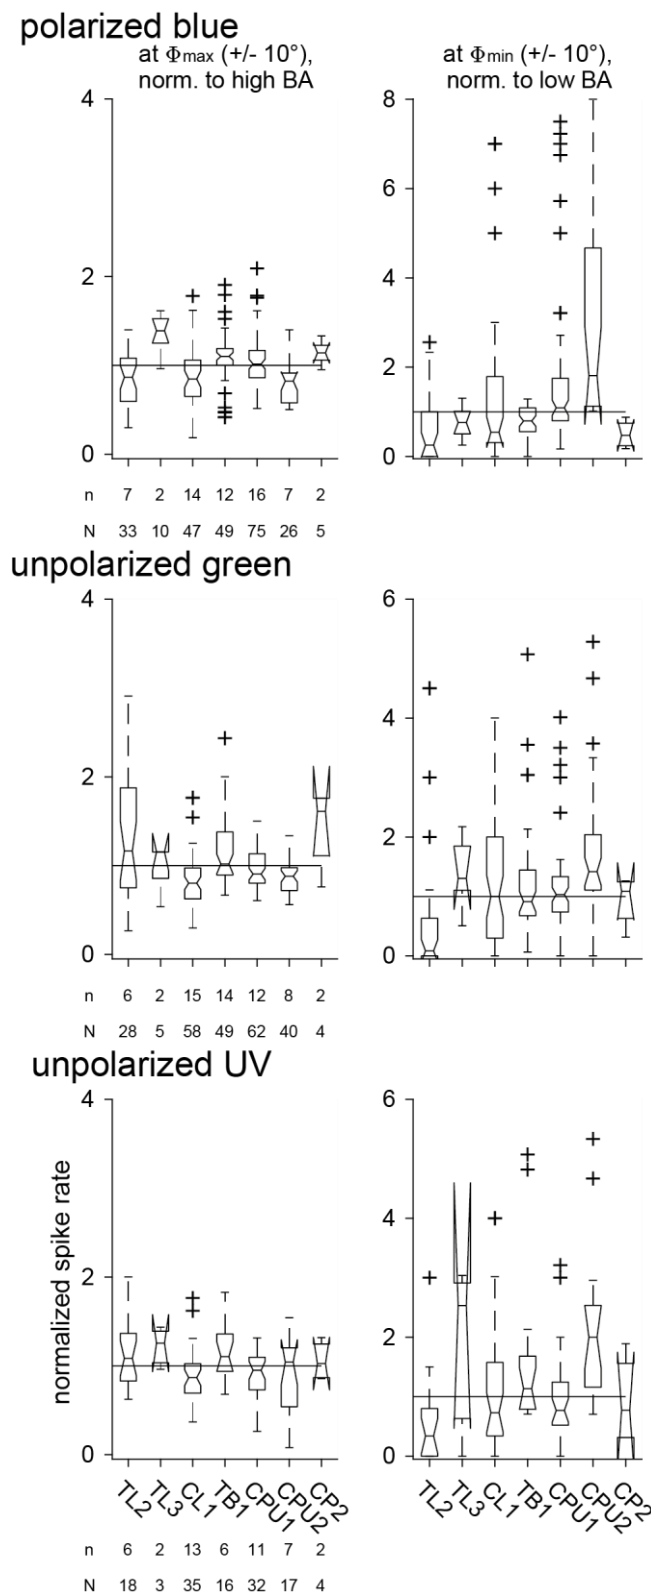 polarized blue
at Φmax (+/- 10°),
norm. to high BA
at Φmin (+/- 10°),
norm. to low BA
4
2
0
8
6
4
2
0
n 7 2 14 12 16 7 2
N 33 10 47 49 75 26 5
unpolarized green
4
2
0
6
4
2
0
n 6 2 15 14 12 8 2
N 28 5 58 49 62 40 4
unpolarized UV
normalized spike rate
4
2
0
6
4
2
0
TL2 TL3 CL1 TB1 CPU1 CPU2 CP2
TL2 TL3 CL1 TB1 CPU1 CPU2 CP2
n 6 2 13 6 11 7 2
N 18 3 35 16 32 17 4